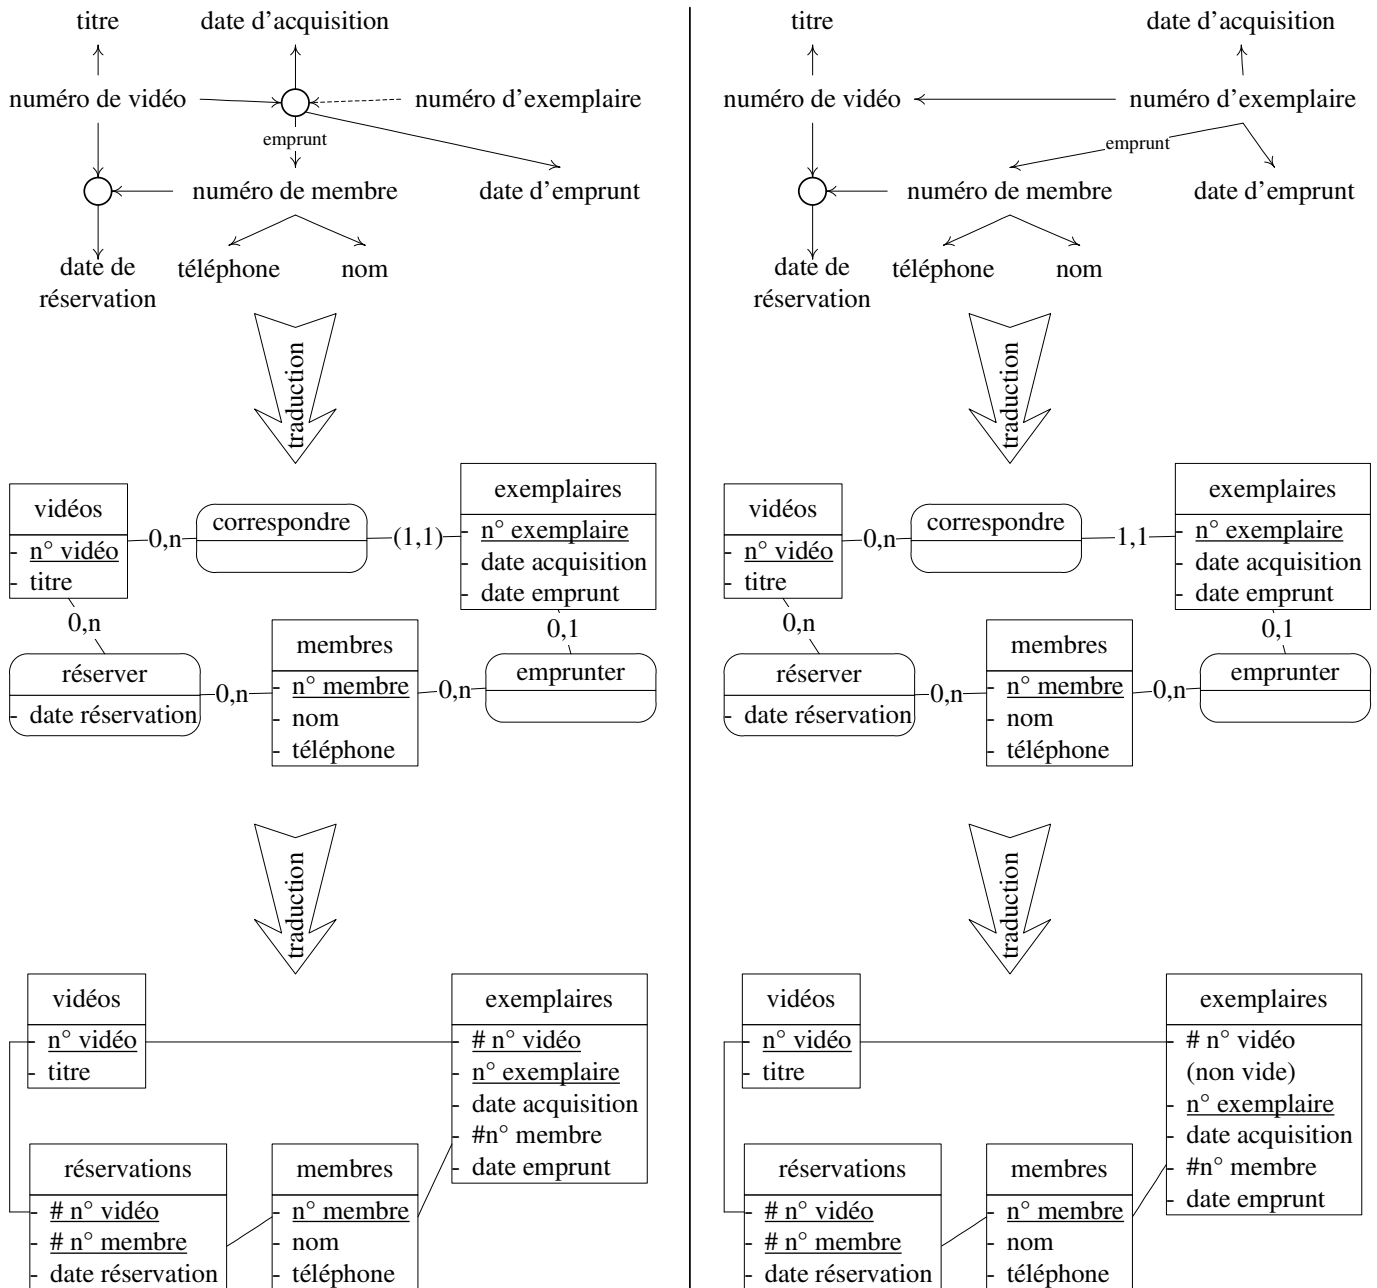 titre
date d'acquisition
numéro de vidéo
numéro d'exemplaire
emprunt
numéro de membre
date d'emprunt
date de
réservation
téléphone
nom
traduction
vidéos
n° vidéo
titre
0,n
correspondre
(1,1)
exemplaires
n° exemplaire
date acquisition
date emprunt
0,n
0,1
réserver
date réservation
0,n
membres
n° membre
nom
téléphone
0,n
emprunter
traduction
vidéos
n° vidéo
titre
exemplaires
# n° vidéo
n° exemplaire
date acquisition
#n° membre
date emprunt
réservations
# n° vidéo
# n° membre
date réservation
membres
n° membre
nom
téléphone
titre
date d'acquisition
numéro de vidéo
numéro d'exemplaire
emprunt
numéro de membre
date d'emprunt
date de
réservation
téléphone
nom
traduction
vidéos
n° vidéo
titre
0,n
correspondre
1,1
exemplaires
n° exemplaire
date acquisition
date emprunt
0,n
0,1
réserver
date réservation
0,n
membres
n° membre
nom
téléphone
0,n
emprunter
traduction
vidéos
n° vidéo
titre
exemplaires
# n° vidéo
(non vide)
n° exemplaire
date acquisition
#n° membre
date emprunt
réservations
# n° vidéo
# n° membre
date réservation
membres
n° membre
nom
téléphone